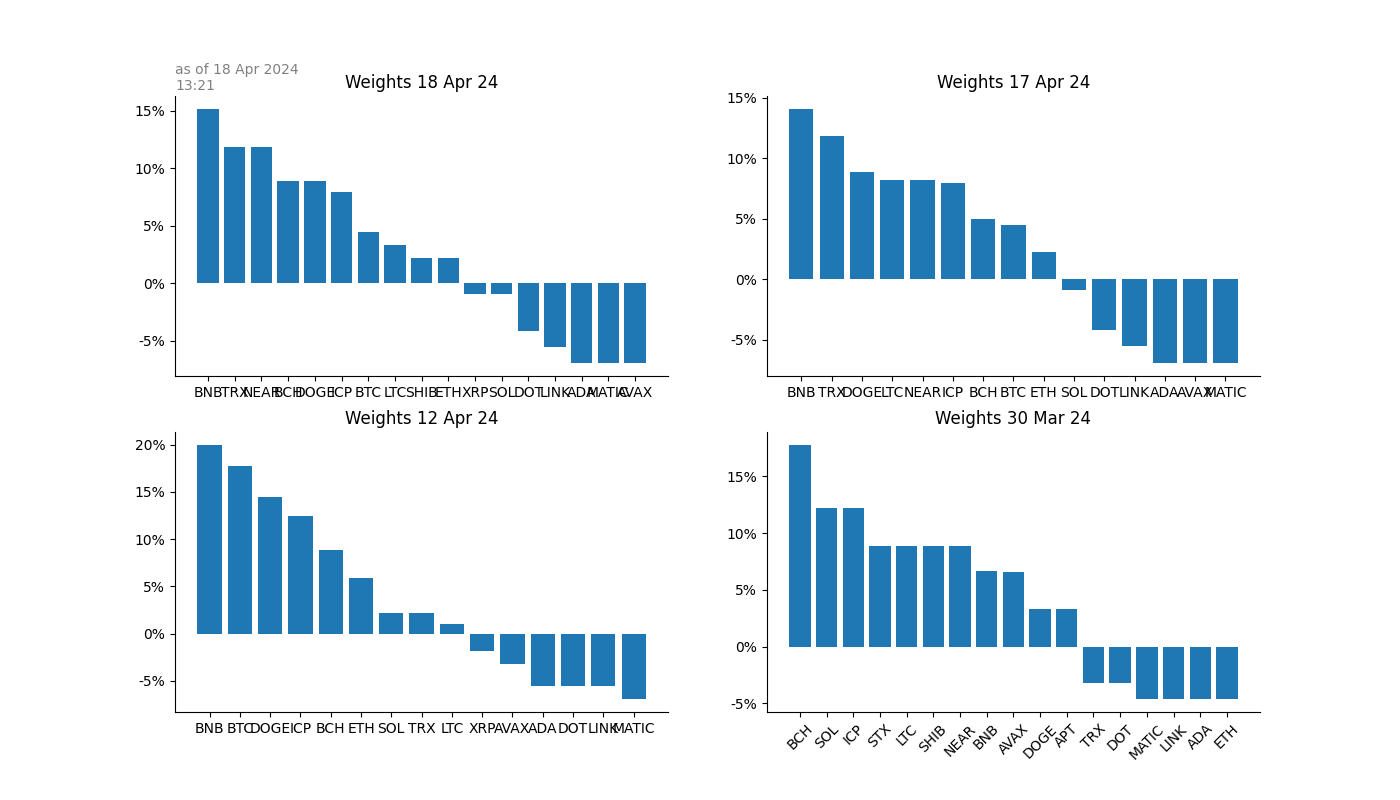 as of 18 Apr 2024
13:21
Weights 18 Apr 24
15%
10%
5%
0%
-5%
BNB TRX NEAR BCH DOGE ICP BTC LTC SHIB ETH XRP SOL DOT LINK ADA MATIC AVAX
Weights 17 Apr 24
15%
10%
5%
0%
-5%
BNB TRX DOGE LTC NEAR ICP BCH BTC ETH SOL DOT LINK ADA AVAX MATIC
Weights 12 Apr 24
20%
15%
10%
5%
0%
-5%
BNB BTC DOGE ICP BCH ETH SOL TRX LTC XRP AVAX ADA DOT LINK MATIC
Weights 30 Mar 24
15%
10%
5%
0%
-5%
BCH SOL ICP STX LTC SHIB NEAR BNB AVAX DOGE APT TRX DOT MATIC LINK ADA ETH